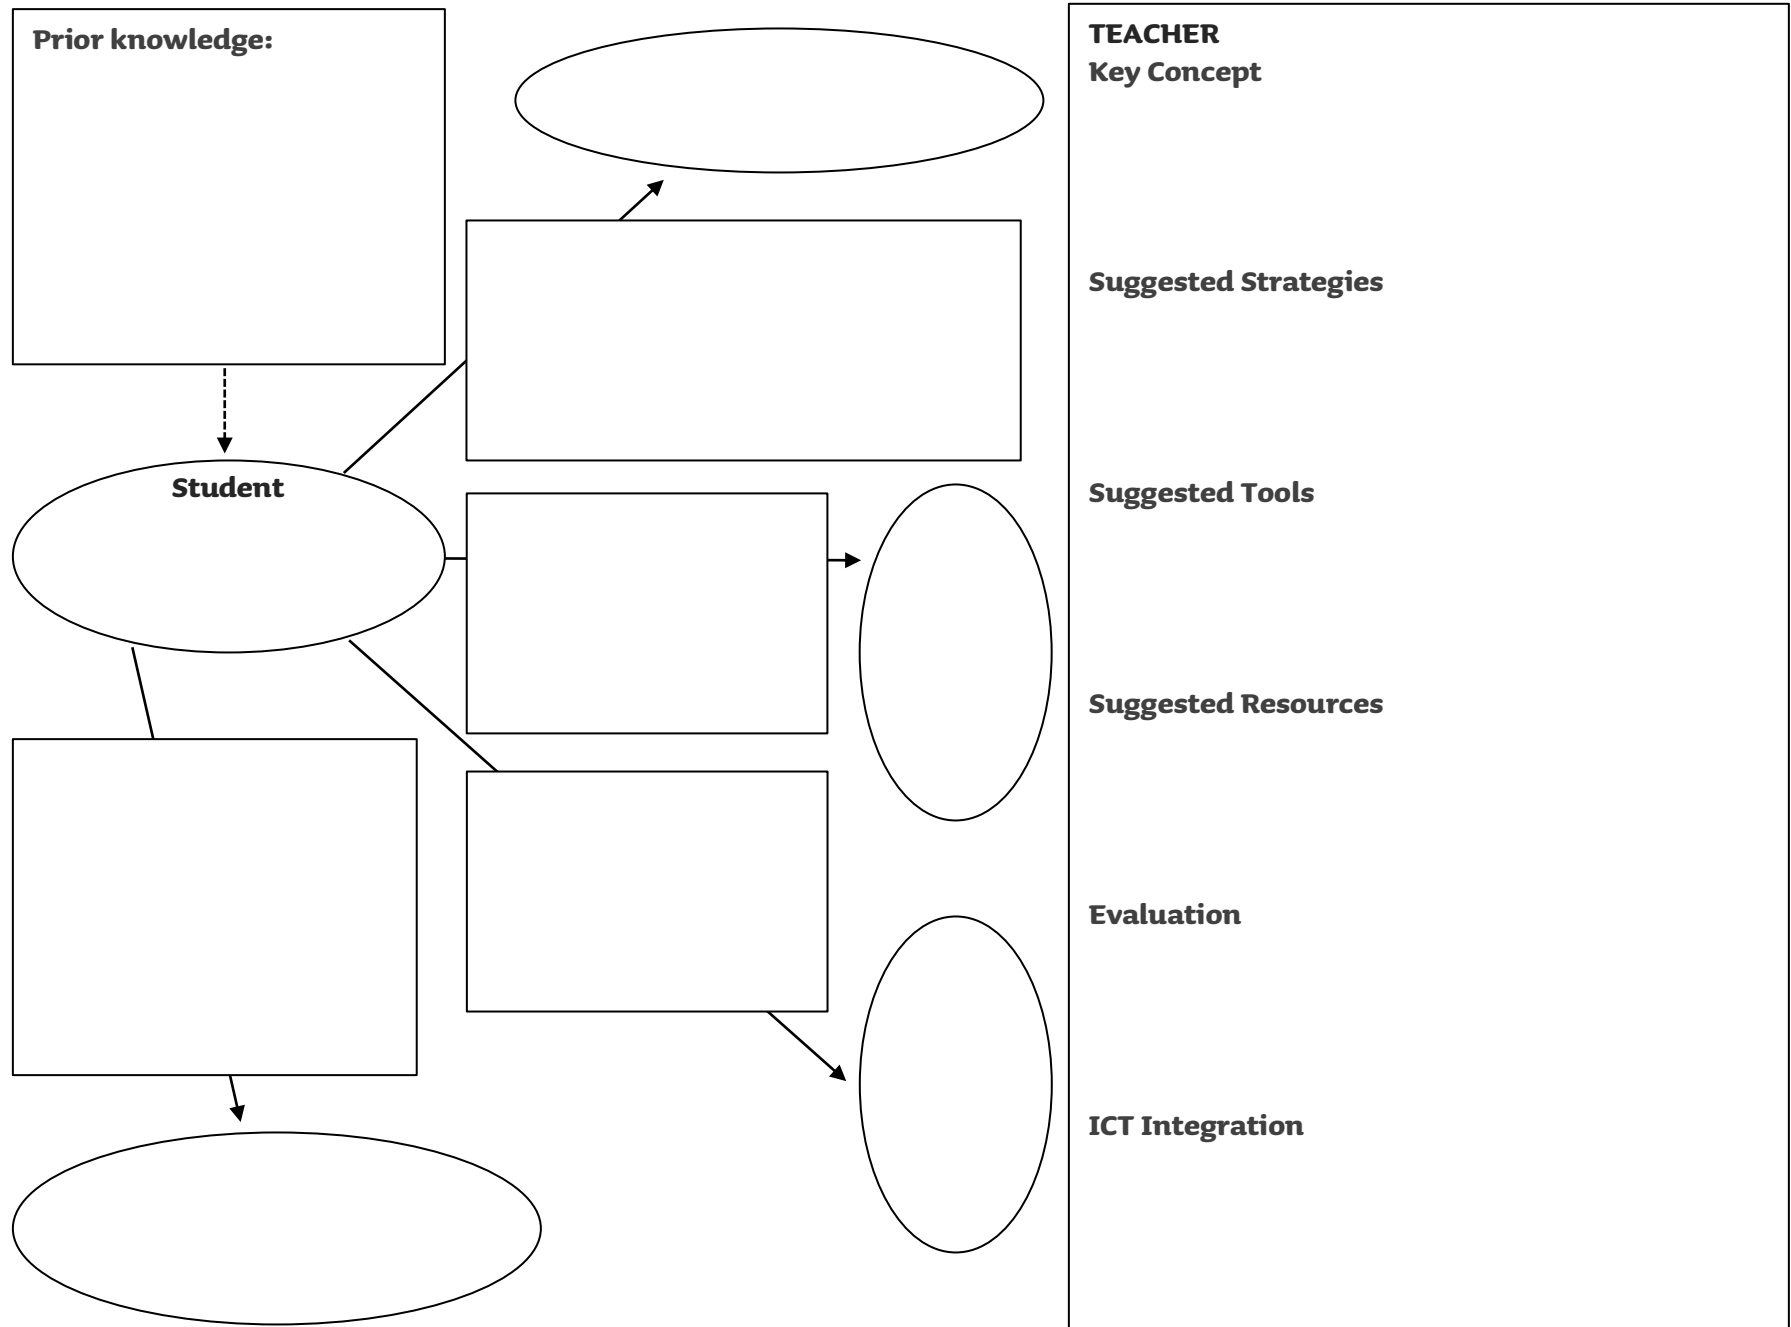 Prior knowledge:
Student
TEACHER
Key Concept
Suggested Strategies
Suggested Tools
Suggested Resources
Evaluation
ICT Integration